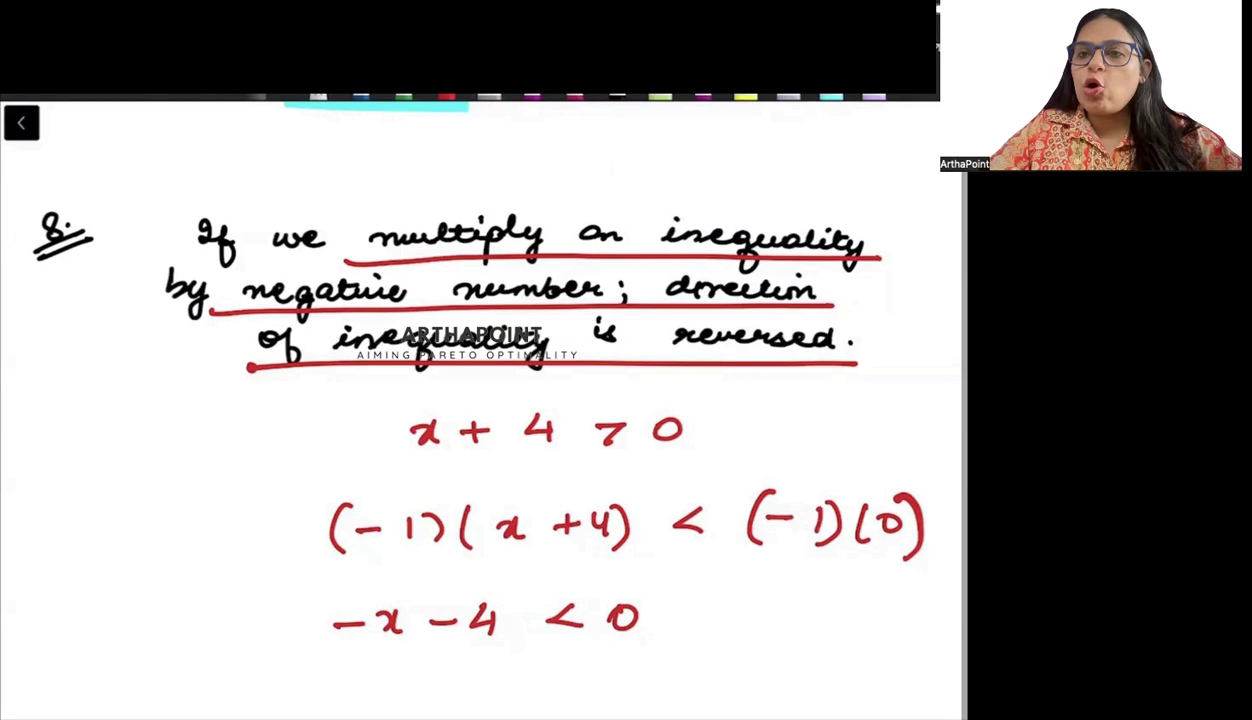 ArthaPoint
8.
If we multiply an inequality
by negative number; direction
of inequality is reversed.
ARTHAPOINT
AIMING PARETO OPTIMALITY
x + 4 > 0
(-1)(x +4) < (-1)(0)
-x - 4 < 0